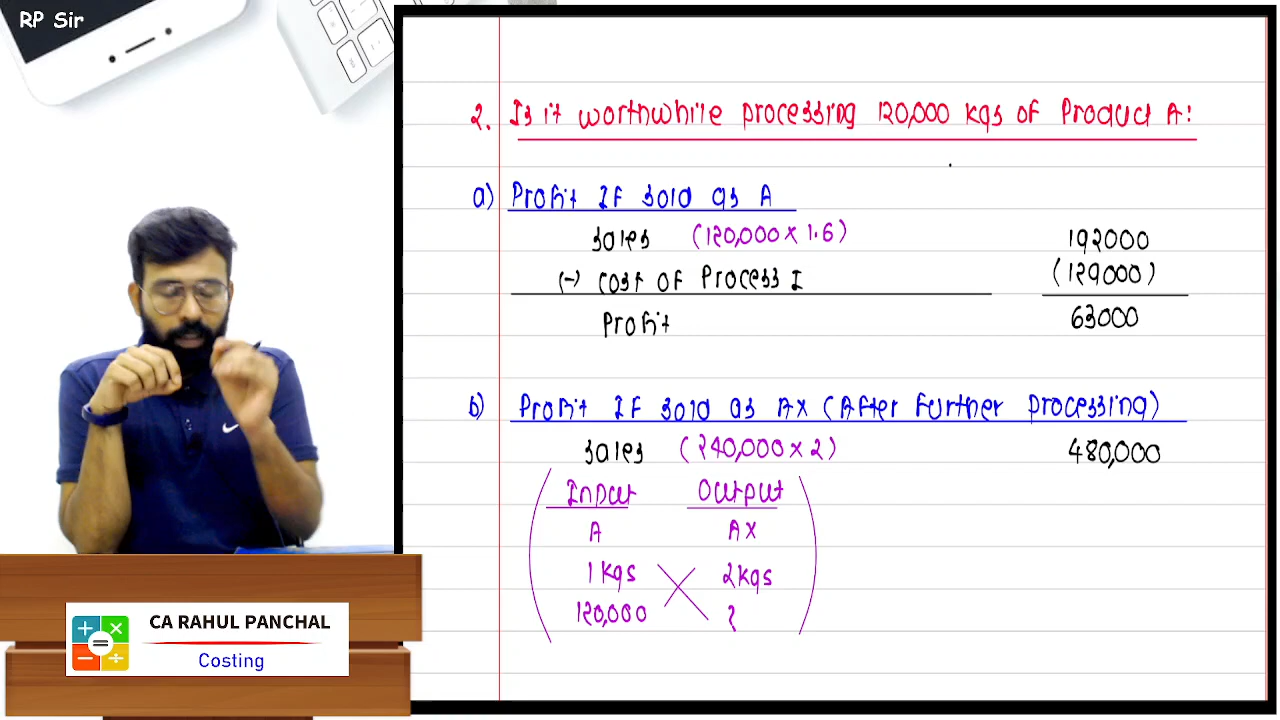 RP Sir
2. Is it worthwhile processing 120,000 kgs of Product A:
a) Profit If sold as A
sales (120,000 x 1.6) 192000
(-) cost of Process I (129000)
Profit 63000
b) Profit If sold as AX (After Further Processing)
sales (240,000 x 2) 480,000
Input Output
A AX
1 kgs 2 kgs
120,000 ?
CA RAHUL PANCHAL
Costing